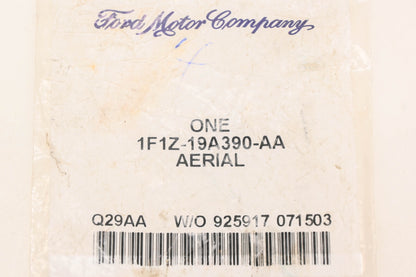 Ford Motor Company
ONE
1F1Z-19A390-AA
AERIAL
Q29AA W/O 925917 071503